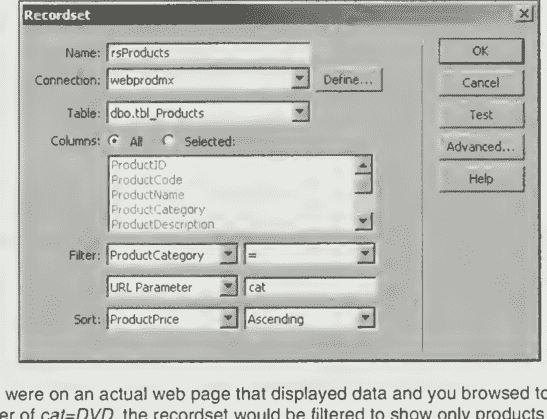 Recordset
Name: rsProducts OK
Connection: webprodmx Define... Cancel
Table: dbo.tbl_Products Test
Columns: All Selected: Advanced...
ProductID
ProductCode Help
ProductName
ProductCategory
ProductDescription
Filter: ProductCategory =
URL Parameter cat
Sort: ProductPrice Ascending
were on an actual web page that displayed data and you browsed to
er of cat=DVD, the recordset would be filtered to show only products